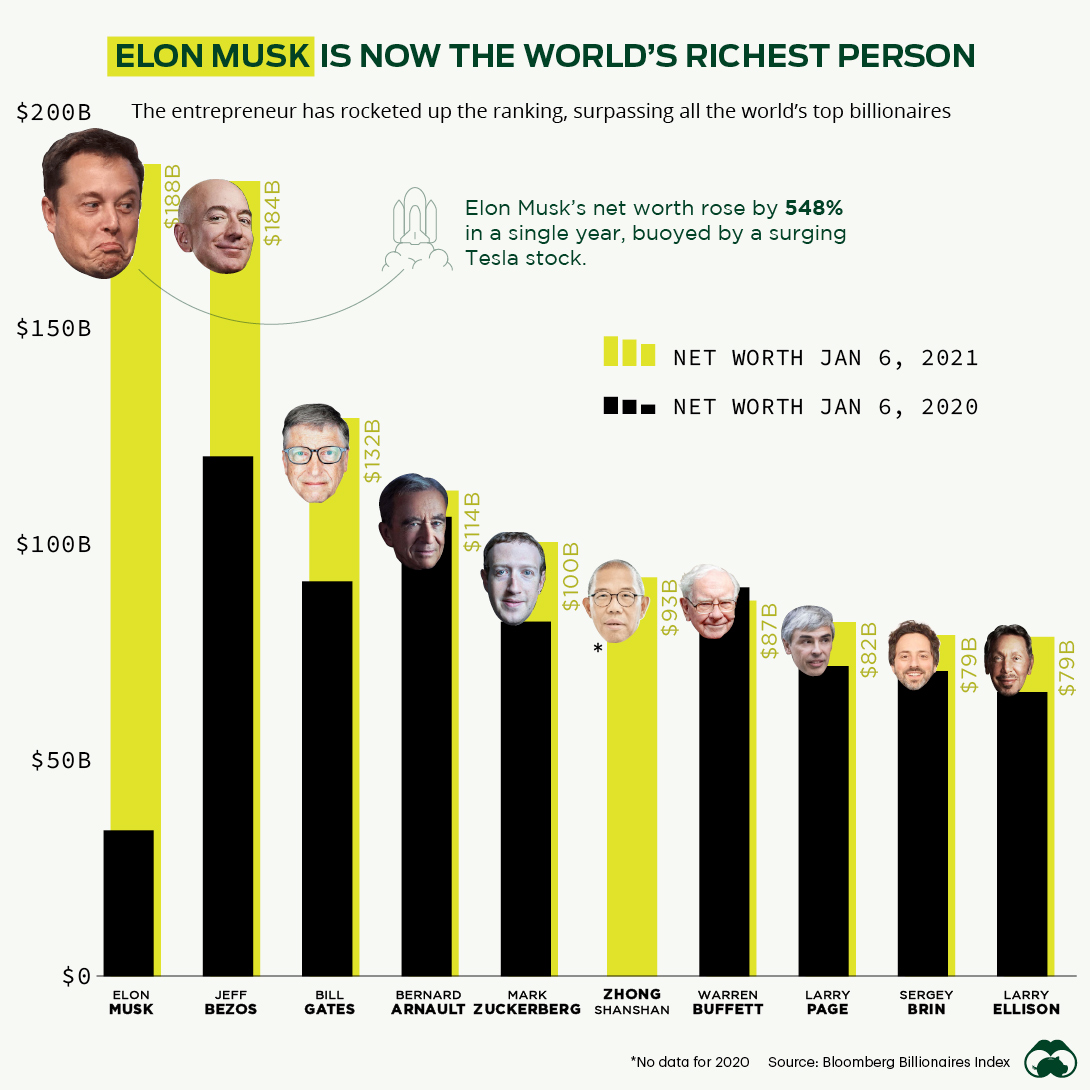 ELON MUSK IS NOW THE WORLD'S RICHEST PERSON
The entrepreneur has rocketed up the ranking, surpassing all the world's top billionaires
$200B
$150B
$100B
$50B
$0
$188B
$184B
$132B
$114B
$100B
$93B
$87B
$82B
$79B
$79B
Elon Musk's net worth rose by 548%
in a single year, buoyed by a surging
Tesla stock.
NET WORTH JAN 6, 2021
NET WORTH JAN 6, 2020
*
ELON
MUSK
JEFF
BEZOS
BILL
GATES
BERNARD
ARNAULT
MARK
ZUCKERBERG
ZHONG
SHANSHAN
WARREN
BUFFETT
LARRY
PAGE
SERGEY
BRIN
LARRY
ELLISON
*No data for 2020 Source: Bloomberg Billionaires Index